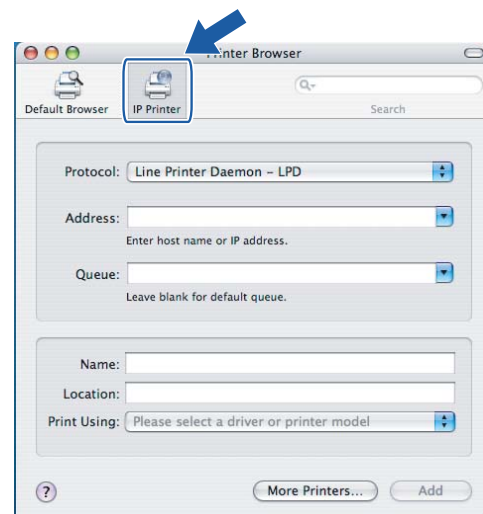 Printer Browser
Default Browser
IP Printer
Search
Protocol: Line Printer Daemon – LPD
Address:
Enter host name or IP address.
Queue:
Leave blank for default queue.
Name:
Location:
Print Using: Please select a driver or printer model
? More Printers... Add